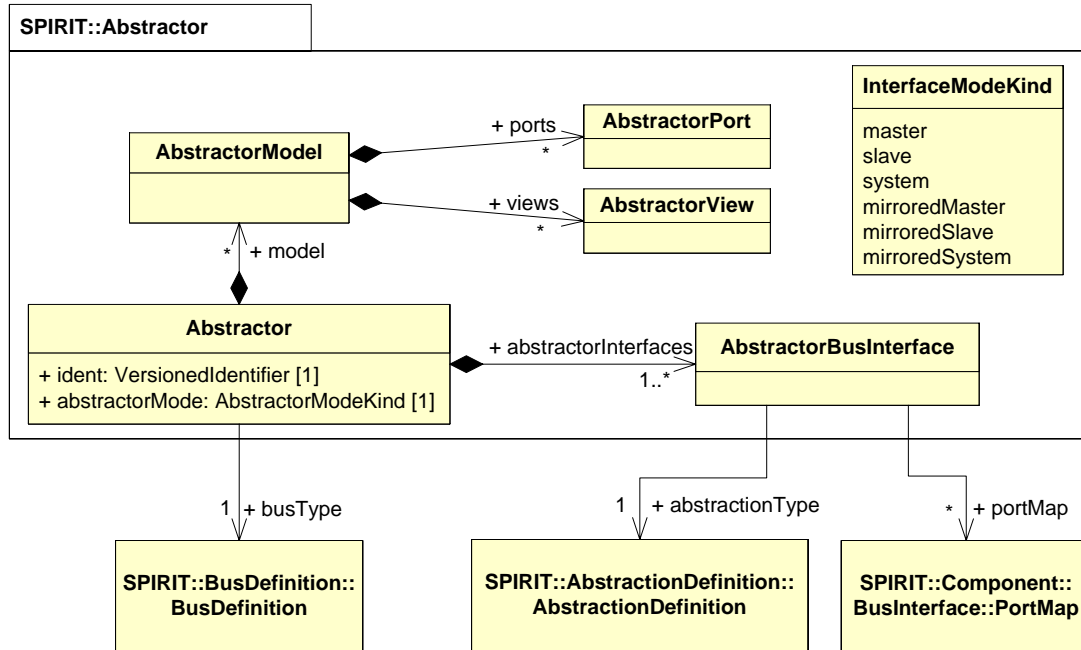 SPIRIT::Abstractor
InterfaceModeKind
master
slave
system
mirroredMaster
mirroredSlave
mirroredSystem
AbstractorModel
+ ports
*
AbstractorPort
+ views
*
AbstractorView
* + model
Abstractor
+ ident: VersionedIdentifier [1]
+ abstractorMode: AbstractorModeKind [1]
+ abstractorInterfaces
1..*
AbstractorBusInterface
1 + busType
1 + abstractionType
* + portMap
SPIRIT::BusDefinition::
BusDefinition
SPIRIT::AbstractionDefinition::
AbstractionDefinition
SPIRIT::Component::
BusInterface::PortMap